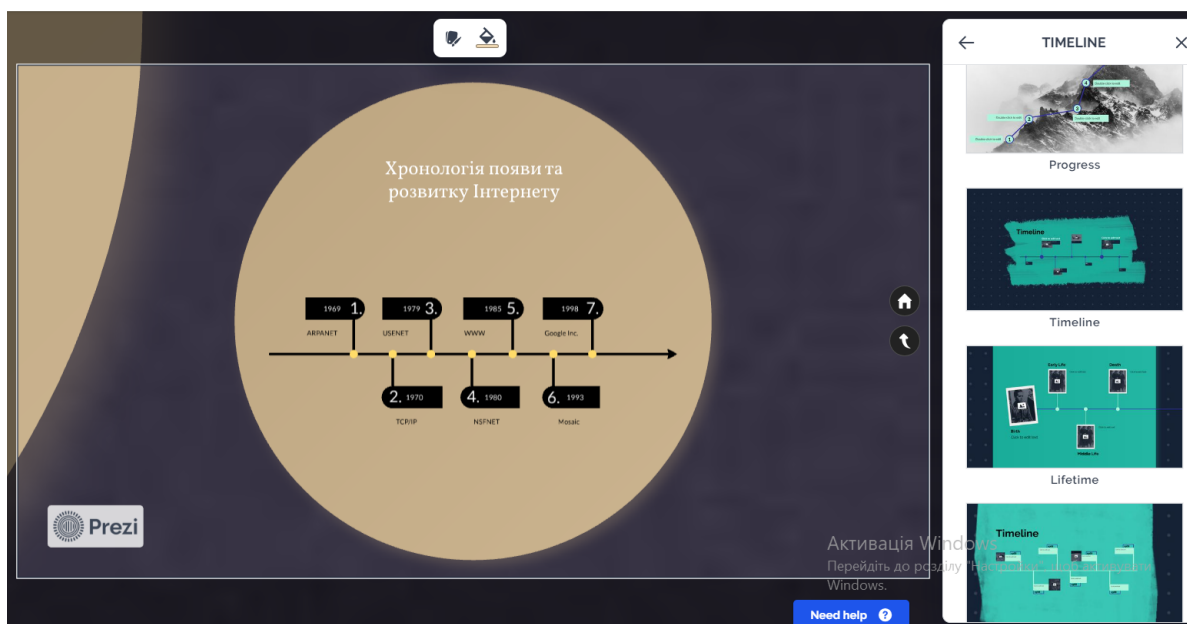 TIMELINE
Хронологія появи та
розвитку Інтернету
1969 1.
ARPANET
1979 3.
USENET
1985 5.
WWW
1998 7.
Google Inc.
2. 1970
TCP/IP
4. 1980
NSFNET
6. 1993
Mosaic
Prezi
Progress
Timeline
Timeline
Early Life
Death
Middle Life
Lifetime
Timeline
Активація Windows
Перейдіть до розділу
Windows.
Need help ?